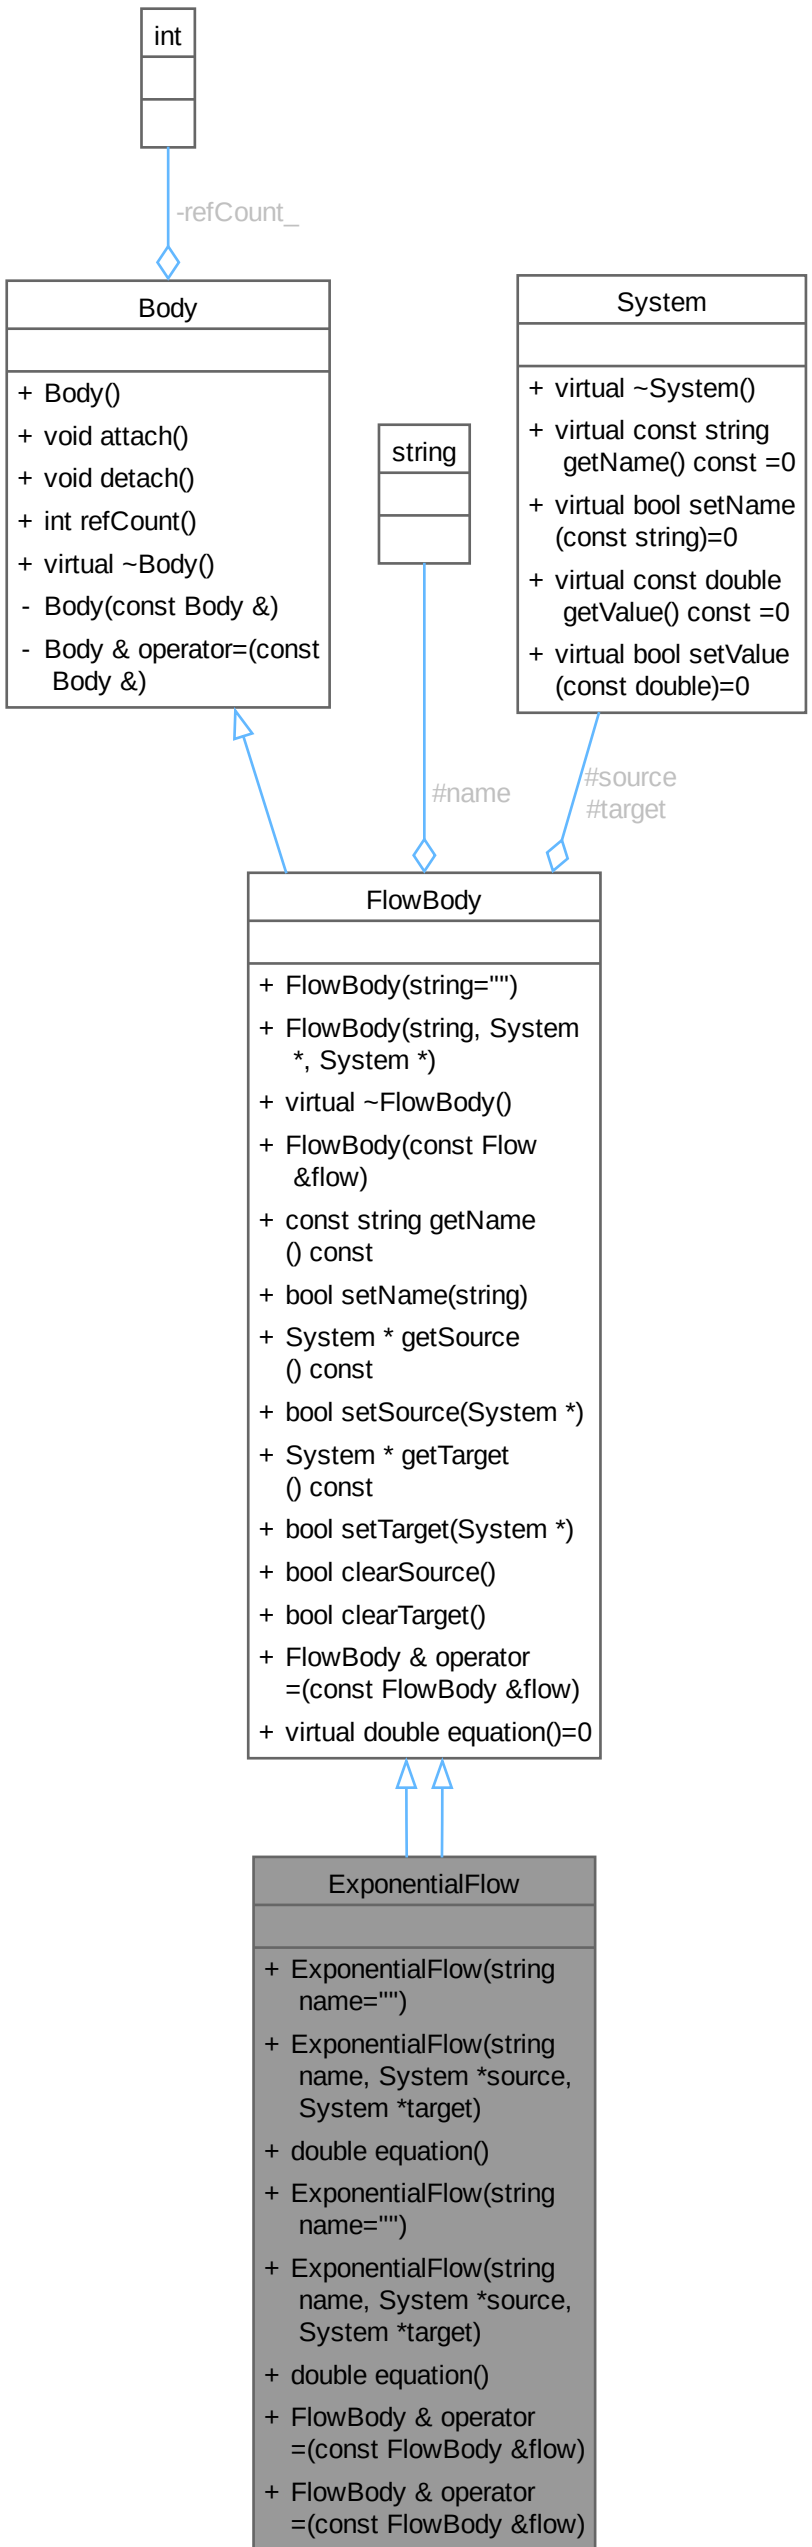 int
-refCount_
Body
+ Body()
+ void attach()
+ void detach()
+ int refCount()
+ virtual ~Body()
- Body(const Body &)
- Body & operator=(const
Body &)
System
+ virtual ~System()
+ virtual const string
getName() const =0
+ virtual bool setName
(const string)=0
+ virtual const double
getValue() const =0
+ virtual bool setValue
(const double)=0
string
#name
#source
#target
FlowBody
+ FlowBody(string="")
+ FlowBody(string, System
*, System *)
+ virtual ~FlowBody()
+ FlowBody(const Flow
&flow)
+ const string getName
() const
+ bool setName(string)
+ System * getSource
() const
+ bool setSource(System *)
+ System * getTarget
() const
+ bool setTarget(System *)
+ bool clearSource()
+ bool clearTarget()
+ FlowBody & operator
=(const FlowBody &flow)
+ virtual double equation()=0
ExponentialFlow
+ ExponentialFlow(string
name="")
+ ExponentialFlow(string
name, System *source,
System *target)
+ double equation()
+ ExponentialFlow(string
name="")
+ ExponentialFlow(string
name, System *source,
System *target)
+ double equation()
+ FlowBody & operator
=(const FlowBody &flow)
+ FlowBody & operator
=(const FlowBody &flow)